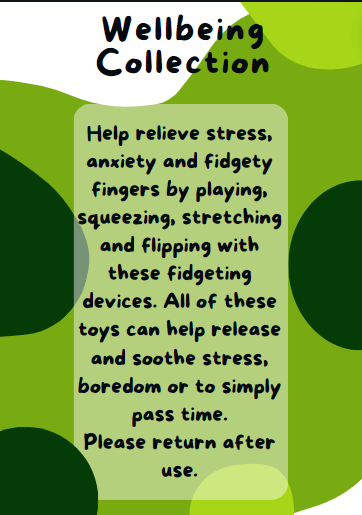 Wellbeing
Collection
Help relieve stress,
anxiety and fidgety
fingers by playing,
squeezing, stretching
and flipping with
these fidgeting
devices. All of these
toys can help release
and soothe stress,
boredom or to simply
pass time.
Please return after
use.